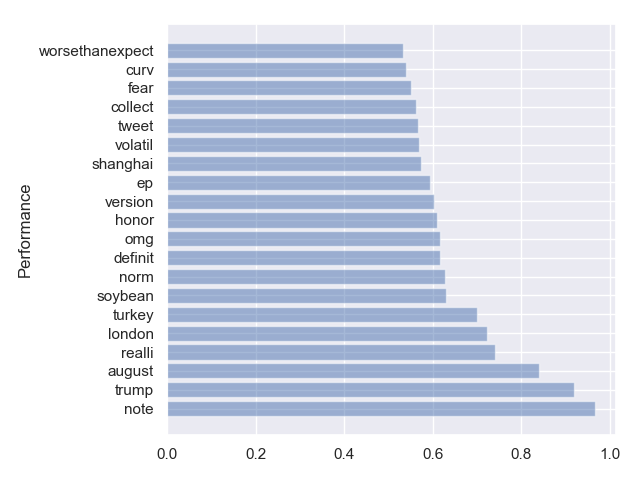 worsethanexpect
curv
fear
collect
tweet
volatil
shanghai
ep
version
honor
omg
definit
norm
soybean
turkey
london
realli
august
trump
note
Performance
0.0 0.2 0.4 0.6 0.8 1.0